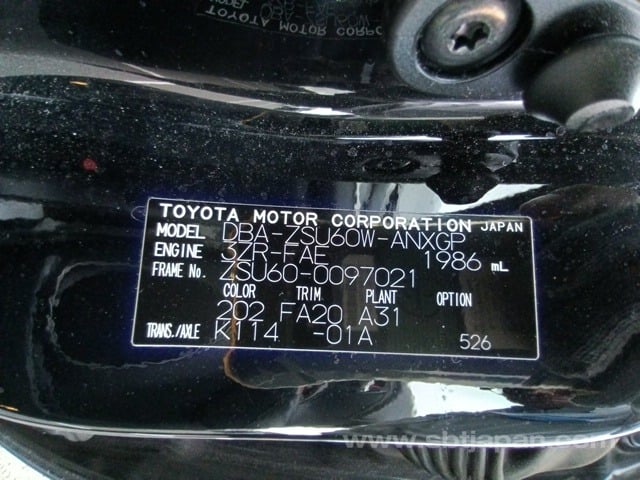 TOYOTA MOTOR CORPORATION JAPAN
MODEL DBA-ZSU60W-ANXGP
ENGINE 3ZR-FAE 1986 mL
FRAME No. ZSU60-0097021
COLOR TRIM PLANT OPTION
202 FA20 A31
TRANS./AXLE K114 -01A 526
www.sbtjapan.com